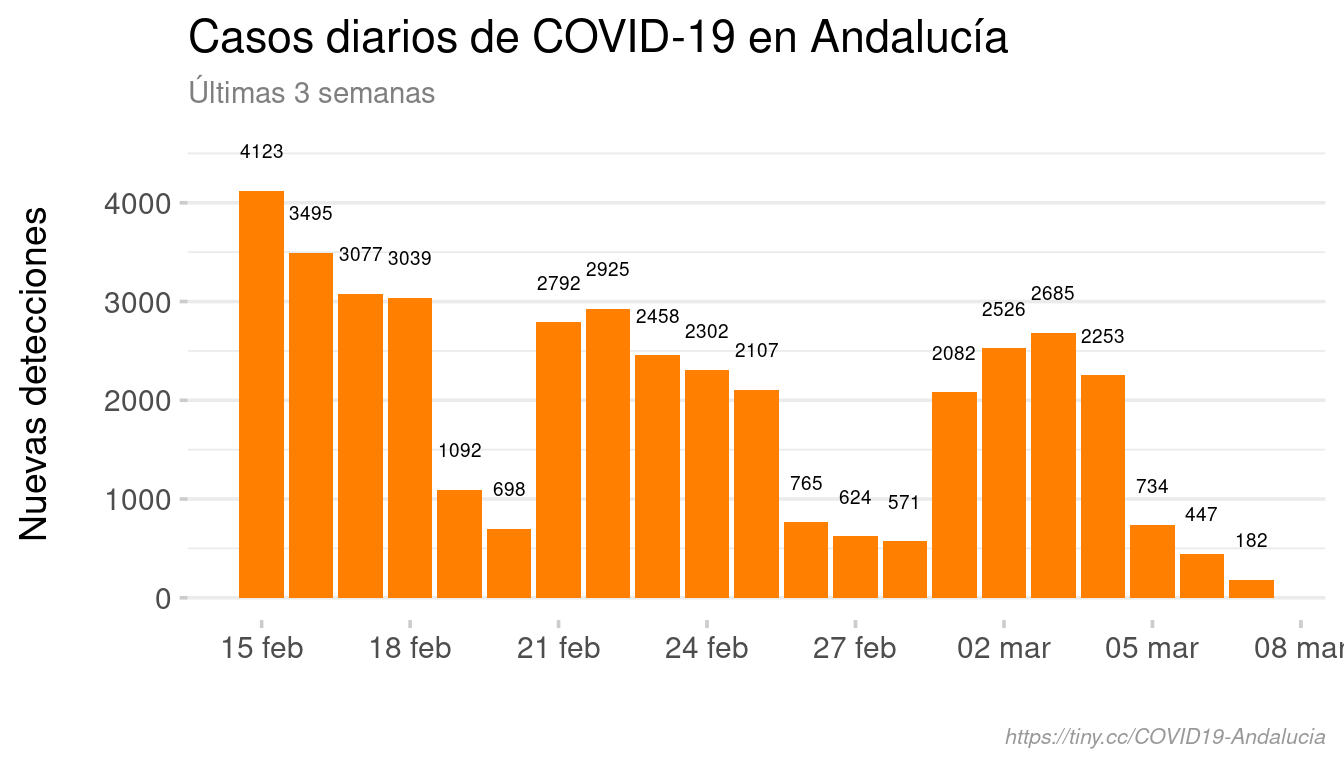 Casos diarios de COVID-19 en Andalucía
Últimas 3 semanas
Nuevas detecciones
4000
3000
2000
1000
0
4123
3495
3077
3039
1092
698
2792
2925
2458
2302
2107
765
624
571
2082
2526
2685
2253
734
447
182
15 feb
18 feb
21 feb
24 feb
27 feb
02 mar
05 mar
08 mar
https://tiny.cc/COVID19-Andalucia